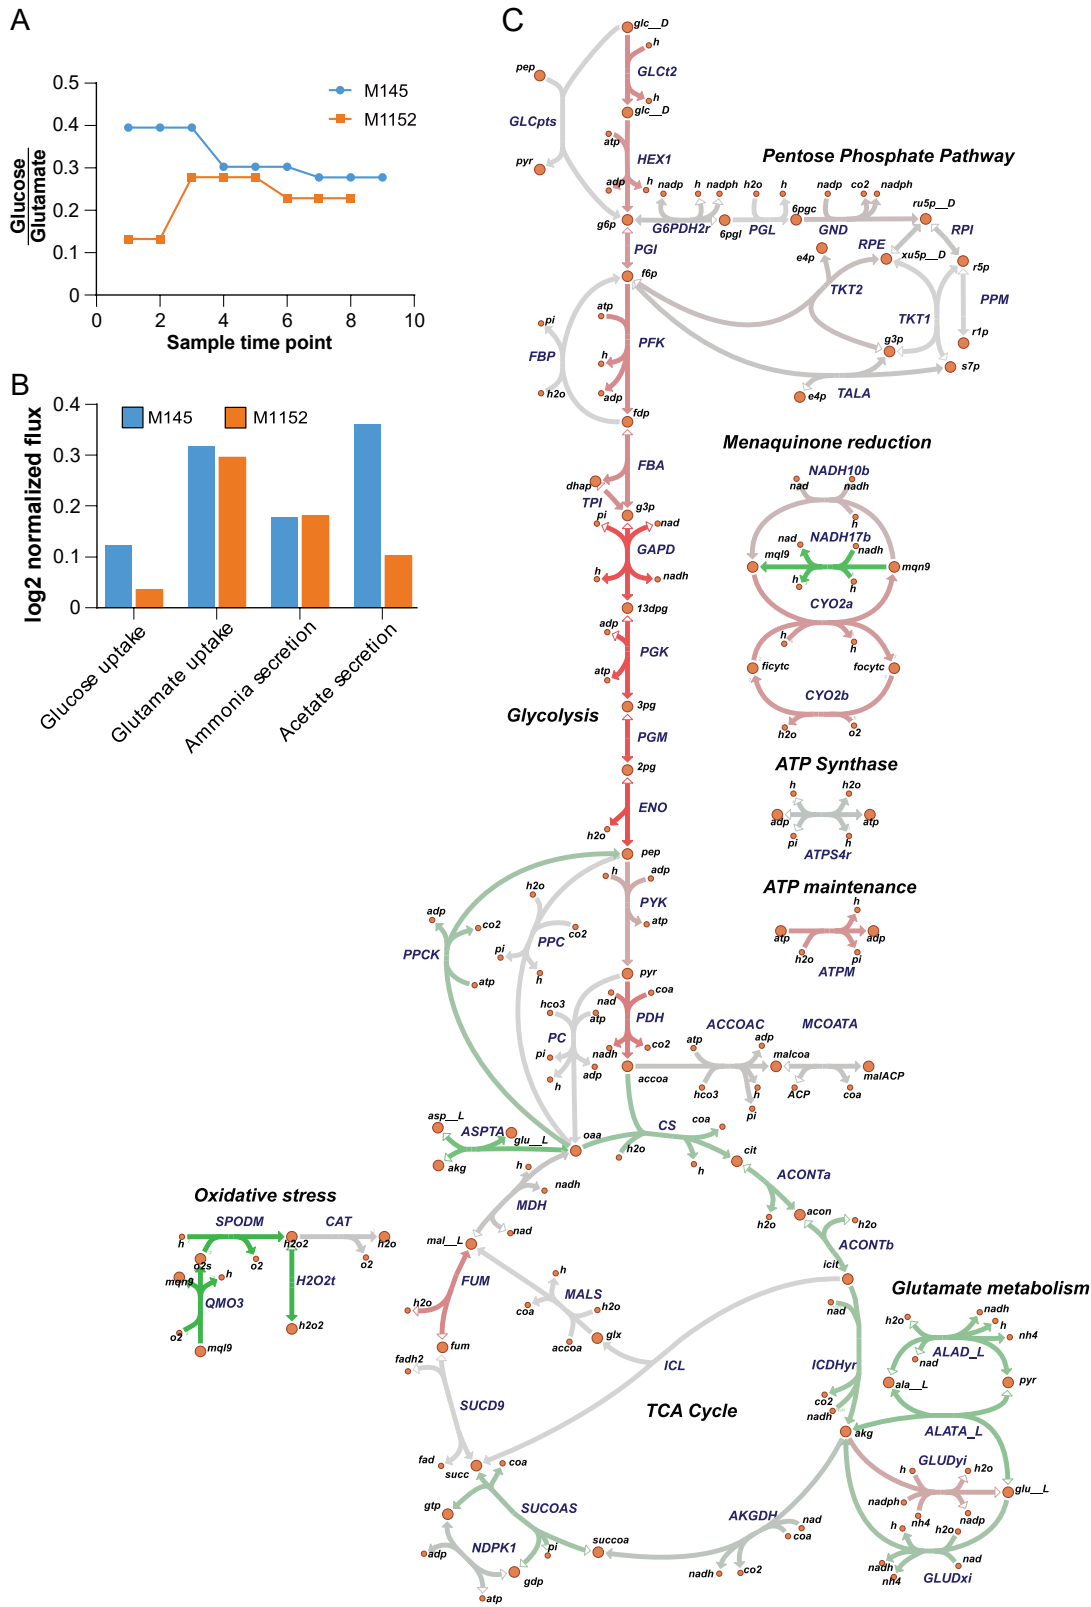 A
0.5
0.4
0.3
0.2
0.1
0
Glucose
Glutamate
0
2
4
6
8
10
Sample time point
M145
M1152
B
log2 normalized flux
0.4
0.3
0.2
0.1
0
M145
M1152
Glucose uptake
Glutamate uptake
Ammonia secretion
Acetate secretion
C
glc__D
h
GLCt2
h
glc__D
pep
GLCpts
pyr
atp
HEX1
adp
h
g6p
Pentose Phosphate Pathway
nadp
h
nadph
G6PDH2r
6pgl
h2o
h
PGL
6pgc
nadp
co2
nadph
GND
ru5p__D
RPE
RPI
xu5p__D
r5p
e4p
TKT2
TKT1
PPM
g3p
r1p
s7p
TALA
e4p
PGI
f6p
pi
FBP
h2o
atp
PFK
h
adp
fdp
FBA
dhap
TPI
g3p
pi
nad
GAPD
h
nadh
13dpg
adp
PGK
atp
3pg
Glycolysis
PGM
2pg
ENO
h2o
pep
Menaquinone reduction
NADH10b
nad
nadh
h
nad
NADH17b
nadh
mql9
mqn9
h
h
CYO2a
h
h
ficytc
focytc
CYO2b
h2o
o2
ATP Synthase
h
h2o
adp
atp
pi
h
ATPS4r
ATP maintenance
h
atp
adp
h2o
pi
ATPM
h
adp
PYK
atp
pyr
h2o
PPC
co2
pi
h
adp
co2
PPCK
atp
nad
coa
PDH
nadh
co2
accoa
hco3
atp
PC
pi
adp
h
ACCOAC
atp
adp
hco3
h
pi
malcoa
MCOATA
malACP
ACP
coa
asp__L
ASPTA
glu__L
akg
oaa
CS
coa
h2o
h
cit
ACONTa
h2o
acon
h2o
ACONTb
icit
h
nadh
MDH
nad
mal__L
FUM
h2o
fum
h
MALS
coa
h2o
accoa
glx
ICL
fadh2
SUCD9
fad
succ
coa
gtp
SUCOAS
adp
NDPK1
pi
gdp
atp
succoa
TCA Cycle
AKGDH
nad
coa
nadh
co2
nad
ICDHyr
co2
nadh
akg
Oxidative stress
SPODM
CAT
h
h2o2
h2o
o2s
o2
o2
mqn9
h
QMO3
H2O2t
o2
mql9
h2o2
Glutamate metabolism
h2o
nadh
h
nh4
nad
ALAD_L
ala__L
pyr
ALATA_L
GLUDyi
h
h2o
glu__L
nadph
nh4
nadp
h
h2o
nadh
nad
nh4
GLUDxi